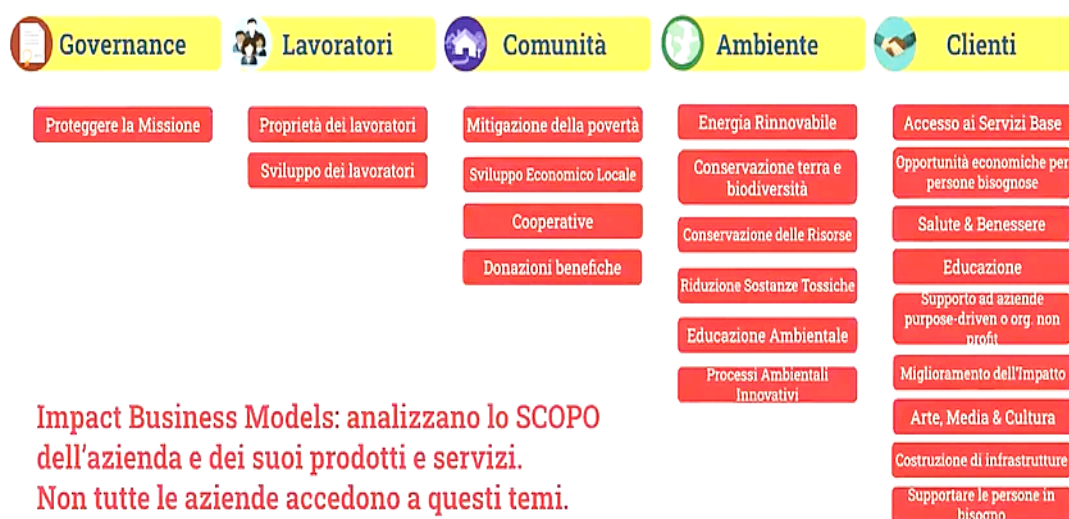 Governance
Proteggere la Missione
Lavoratori
Proprietà dei lavoratori
Sviluppo dei lavoratori
Comunità
Mitigazione della povertà
Sviluppo Economico Locale
Cooperative
Donazioni benefiche
Ambiente
Energia Rinnovabile
Conservazione terra e
biodiversità
Conservazione delle Risorse
Riduzione Sostanze Tossiche
Educazione Ambientale
Processi Ambientali
Innovativi
Clienti
Accesso ai Servizi Base
Opportunità economiche per
persone bisognose
Salute & Benessere
Educazione
Supporto ad aziende
purpose-driven o org. non
profit
Miglioramento dell'Impatto
Arte, Media & Cultura
Costruzione di infrastrutture
Supportare le persone in
bisogno
Impact Business Models: analizzano lo SCOPO
dell'azienda e dei suoi prodotti e servizi.
Non tutte le aziende accedono a questi temi.